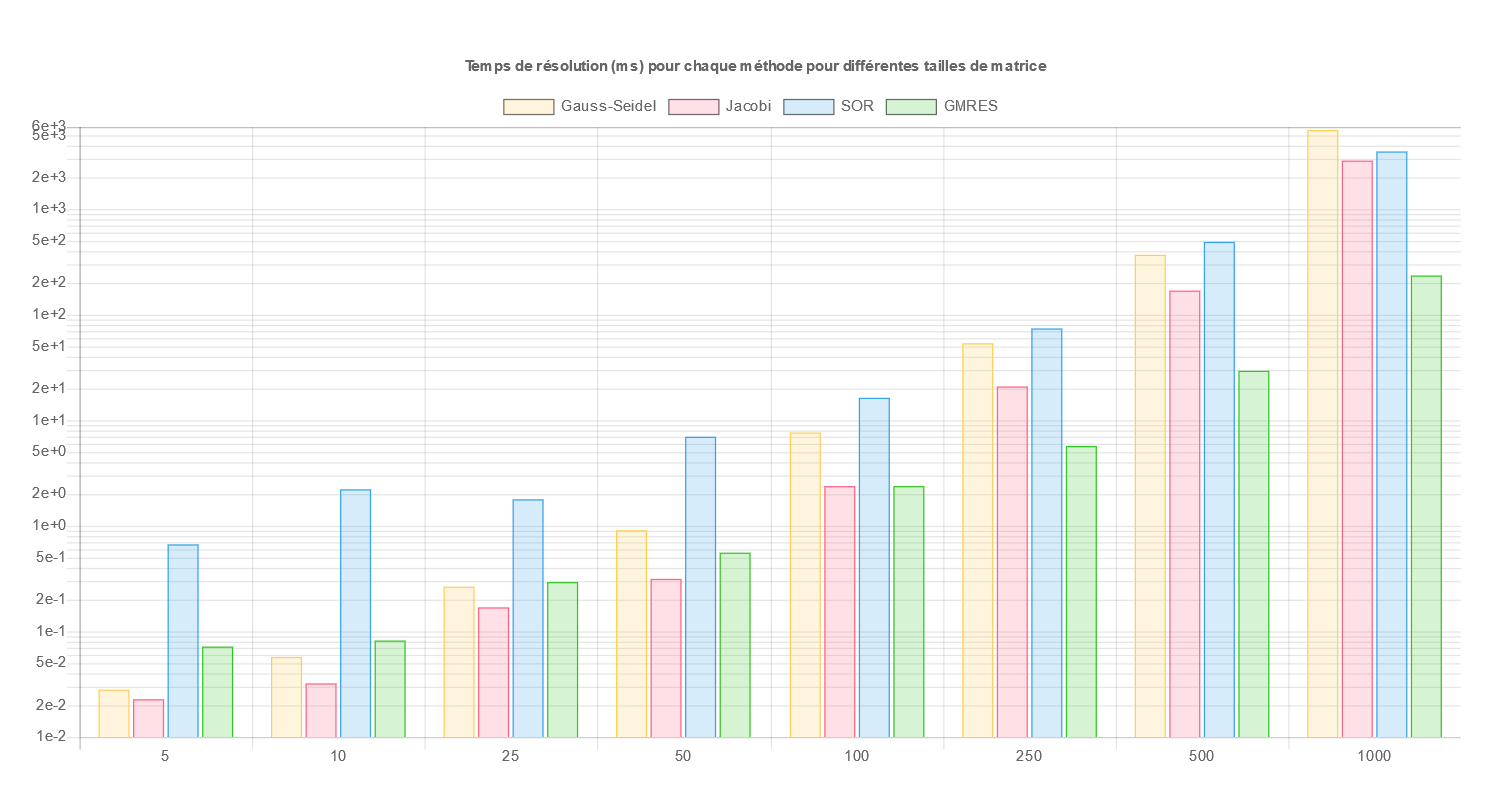 Temps de résolution (ms) pour chaque méthode pour différentes tailles de matrice
Gauss-Seidel Jacobi SOR GMRES
6e+3
5e+3
2e+3
1e+3
5e+2
2e+2
1e+2
5e+1
2e+1
1e+1
5e+0
2e+0
1e+0
5e-1
2e-1
1e-1
5e-2
2e-2
1e-2
5 10 25 50 100 250 500 1000